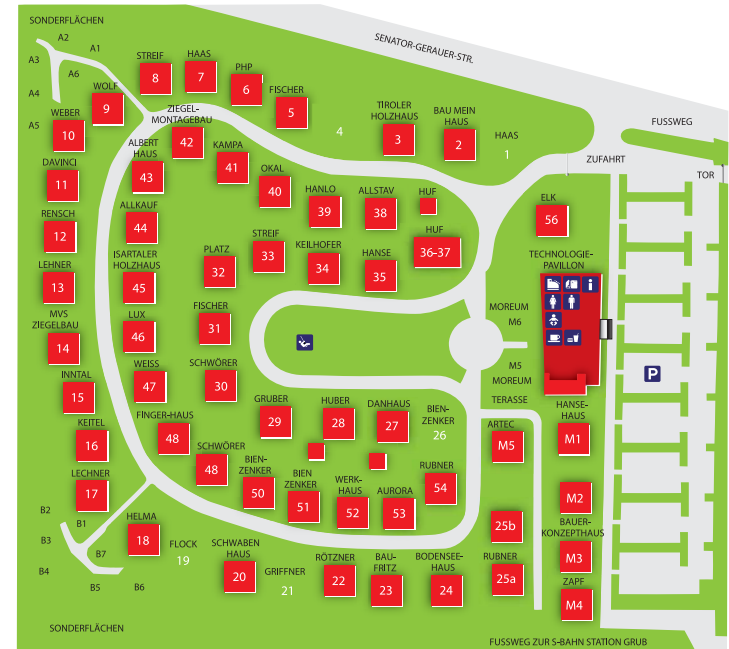 SONDERFLÄCHEN
A2
A1
A3
A6
A4
A5
SENATOR-GERAUER-STR.
STREIF
8
HAAS
7
PHP
6
FISCHER
5
4
TIROLER
HOLZHAUS
3
BAU MEIN
HAUS
2
HAAS
1
FUSSWEG
ZUFAHRT
TOR
WOLF
9
WEBER
10
ZIEGEL-
MONTAGEBAU
42
ALBERT
HAUS
43
KAMPA
41
OKAL
40
HANLO
39
ALLSTAV
38
HUF
HUF
36-37
ELK
56
DAVINCI
11
RENSCH
12
ALLKAUF
44
STREIF
33
KEILHOFER
34
HANSE
35
PLATZ
32
TECHNOLOGIE-
PAVILLON
LEHNER
13
ISARTALER
HOLZHAUS
45
MVS
ZIEGELBAU
14
LUX
46
FISCHER
31
MOREUM
M6
M5
MOREUM
TERASSE
P
INNTAL
15
WEISS
47
SCHWÖRER
30
KEITEL
16
FINGER-HAUS
48
GRUBER
29
HUBER
28
DANHAUS
27
BIEN-
ZENKER
26
ARTEC
M5
HANSE-
HAUS
M1
LECHNER
17
SCHWÖRER
48
BIEN-
ZENKER
50
BIEN
ZENKER
51
WERK-
HAUS
52
AURORA
53
RUBNER
54
M2
25b
BAUER-
KONZEPTHAUS
M3
B2
B1
B3
B7
B4
B5
B6
HELMA
18
FLOCK
19
SCHWABEN
HAUS
20
GRIFFNER
21
RÖTZNER
22
BAU-
FRITZ
23
BODENSEE-
HAUS
24
RUBNER
25a
ZAPF
M4
SONDERFLÄCHEN
FUSSWEG ZUR S-BAHN STATION GRUB